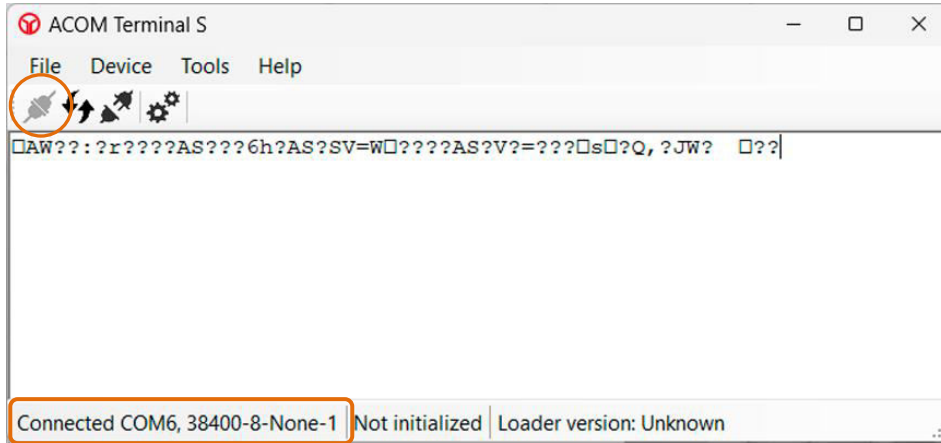 ACOM Terminal S
File Device Tools Help
□AW??:?r????AS???6h?AS?SV=W□????AS?V?=???□s□?Q,?JW? □??
Connected COM6, 38400-8-None-1 Not initialized Loader version: Unknown